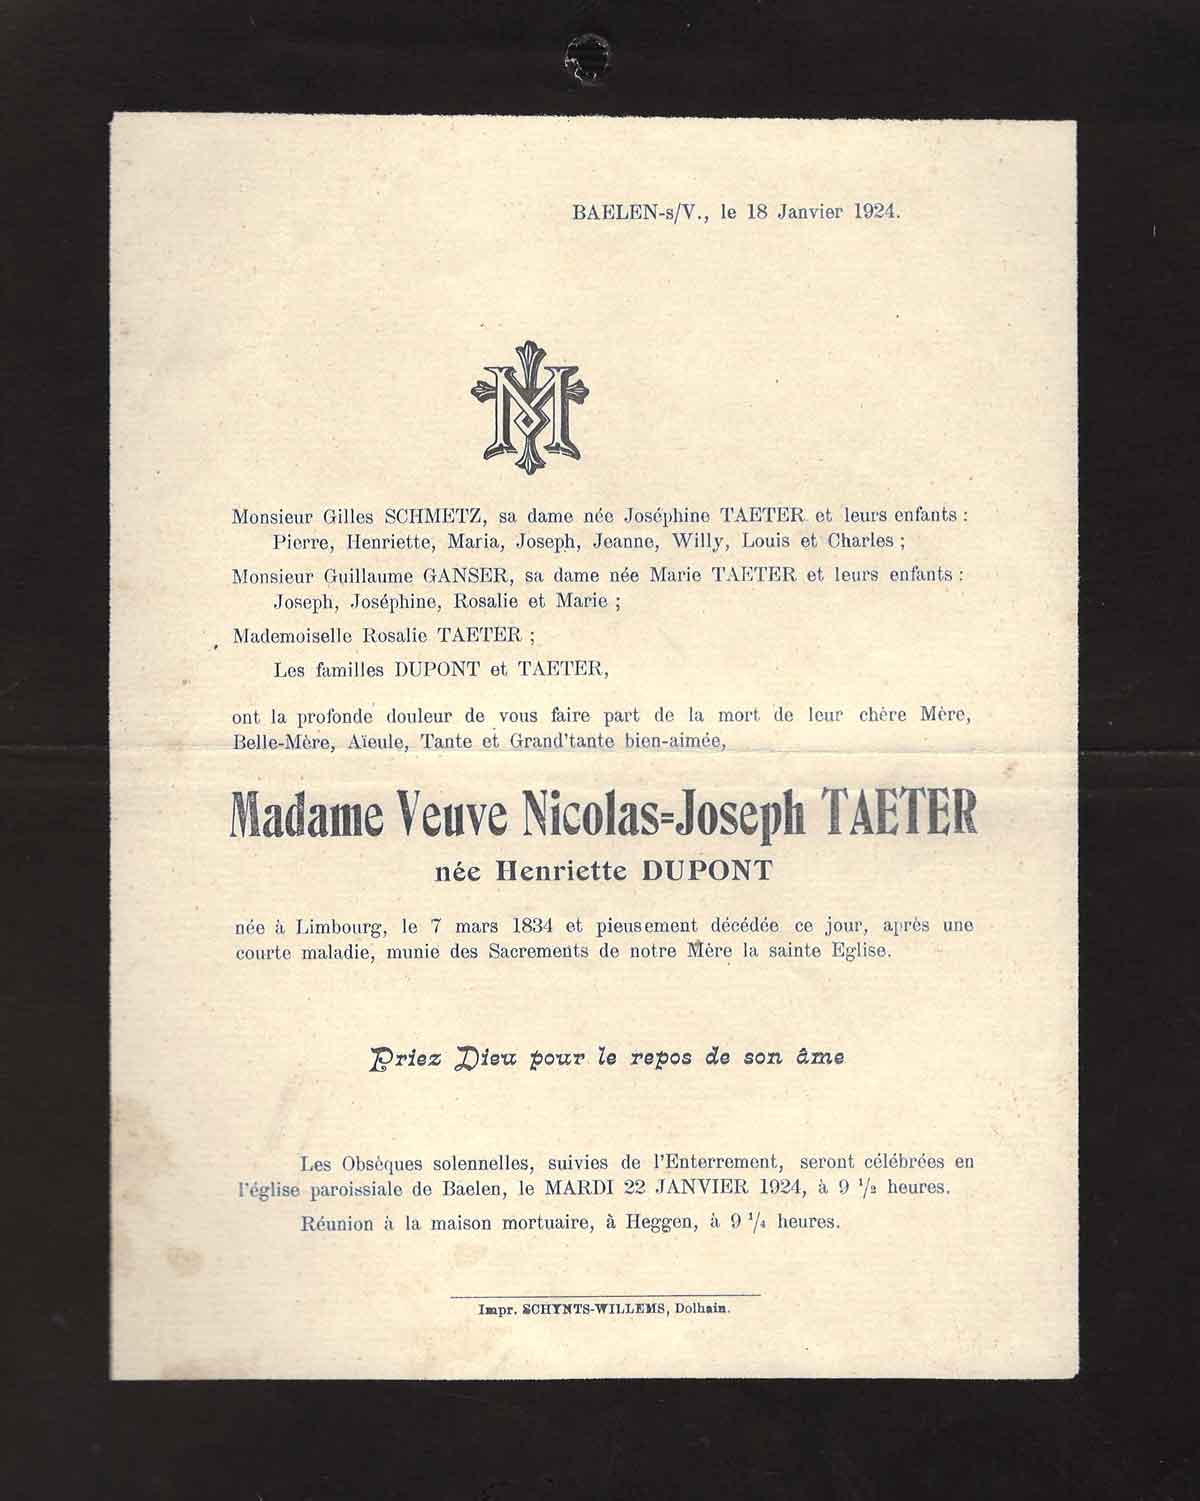 BAELEN-s/V., le 18 Janvier 1924.
M
Monsieur Gilles SCHMETZ, sa dame née Joséphine TAETER et leurs enfants :
Pierre, Henriette, Maria, Joseph, Jeanne, Willy, Louis et Charles ;
Monsieur Guillaume GANSER, sa dame née Marie TAETER et leurs enfants :
Joseph, Joséphine, Rosalie et Marie ;
Mademoiselle Rosalie TAETER ;
Les familles DUPONT et TAETER,
ont la profonde douleur de vous faire part de la mort de leur chère Mère,
Belle-Mère, Aïeule, Tante et Grand'tante bien-aimée,
Madame Veuve Nicolas=Joseph TAETER
née Henriette DUPONT
née à Limbourg, le 7 mars 1834 et pieusement décédée ce jour, après une
courte maladie, munie des Sacrements de notre Mère la sainte Eglise.
Priez Dieu pour le repos de son âme
Les Obsèques solennelles, suivies de l'Enterrement, seront célébrées en
l'église paroissiale de Baelen, le MARDI 22 JANVIER 1924, à 9 1/2 heures.
Réunion à la maison mortuaire, à Heggen, à 9 1/4 heures.
Impr. SCHYNTS-WILLEMS, Dolhain.